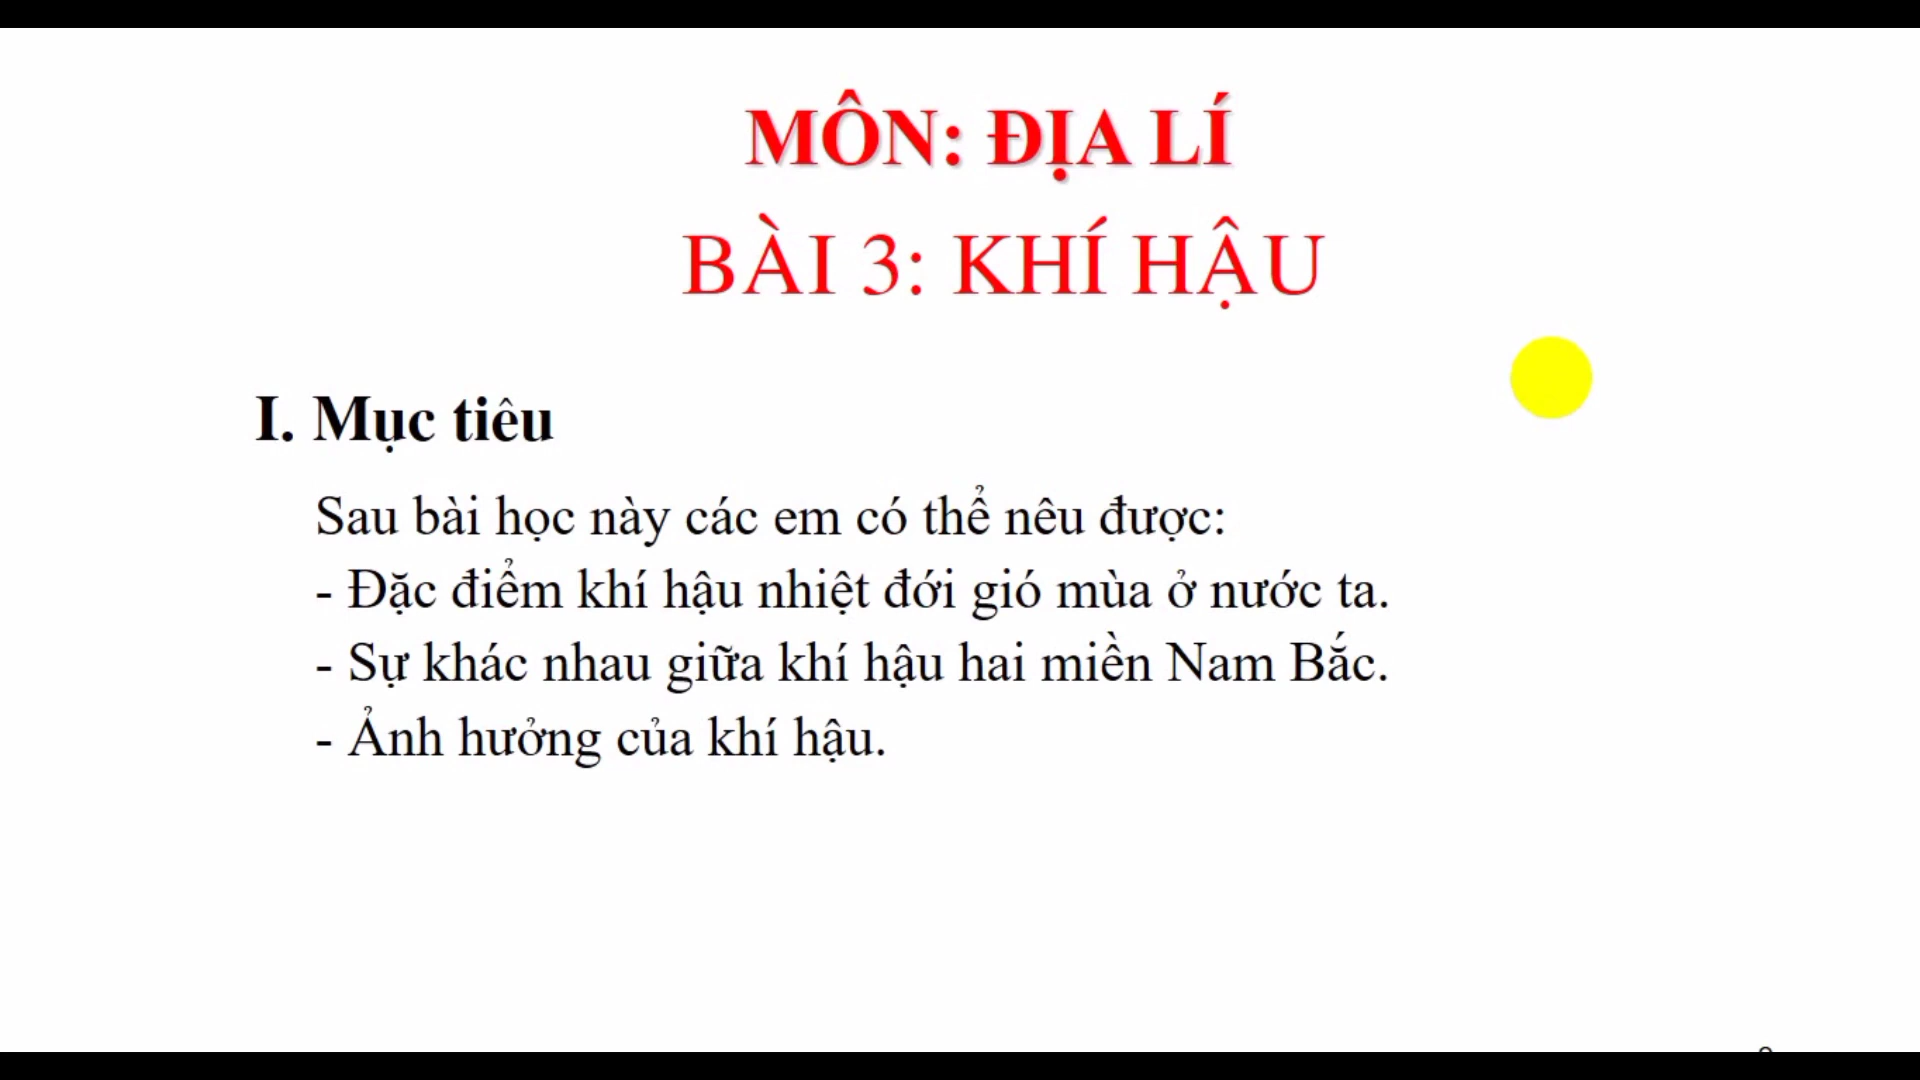 MÔN: ĐỊA LÍ
BÀI 3: KHÍ HẬU
I. Mục tiêu
Sau bài học này các em có thể nêu được:
- Đặc điểm khí hậu nhiệt đới gió mùa ở nước ta.
- Sự khác nhau giữa khí hậu hai miền Nam Bắc.
- Ảnh hưởng của khí hậu.